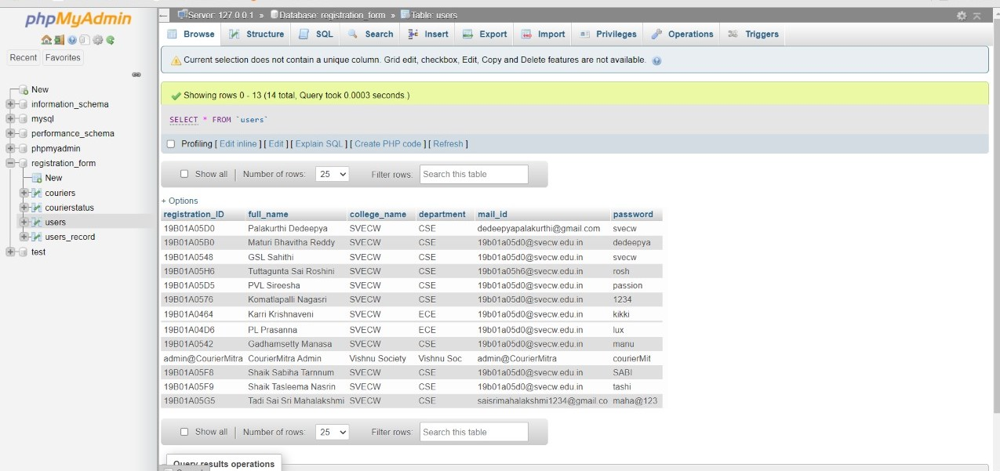 phpMyAdmin
Recent Favorites
New
information_schema
mysql
performance_schema
phpmyadmin
registration_form
New
couriers
courierstatus
users
users_record
test
Server: 127.0.0.1 » Database: registration_form » Table: users
Browse Structure SQL Search Insert Export Import Privileges Operations Triggers
Current selection does not contain a unique column. Grid edit, checkbox, Edit, Copy and Delete features are not available.
Showing rows 0 - 13 (14 total, Query took 0.0003 seconds.)
SELECT * FROM `users`
Profiling [ Edit inline ] [ Edit ] [ Explain SQL ] [ Create PHP code ] [ Refresh ]
Show all | Number of rows: 25 Filter rows: Search this table
+ Options
registration_ID full_name college_name department mail_id password
19B01A05D0 Palakurthi Dedeepya SVECW CSE dedeepyapalakurthi@gmail.com svecw
19B01A05B0 Maturi Bhavitha Reddy SVECW CSE 19b01a05d0@svecw.edu.in dedeepya
19B01A0548 GSL Sahithi SVECW CSE 19b01a05d0@svecw.edu.in svecw
19B01A05H6 Tuttagunta Sai Roshini SVECW CSE 19b01a05h6@svecw.edu.in rosh
19B01A05D5 PVL Sireesha SVECW CSE 19b01a05d0@svecw.edu.in passion
19B01A0576 Komatlapalli Nagasri SVECW CSE 19b01a05d0@svecw.edu.in 1234
19B01A0464 Karri Krishnaveni SVECW ECE 19b01a05d0@svecw.edu.in kikki
19B01A04D6 PL Prasanna SVECW ECE 19b01a05d0@svecw.edu.in lux
19B01A0542 Gadhamsetty Manasa SVECW CSE 19b01a05d0@svecw.edu.in manu
admin@CourierMitra CourierMitra Admin Vishnu Society Vishnu Soc admin@CourierMitra courierMit
19B01A05F8 Shaik Sabiha Tarnnum SVECW CSE 19b01a05d0@svecw.edu.in SABI
19B01A05F9 Shaik Tasleema Nasrin SVECW CSE 19b01a05d0@svecw.edu.in tashi
19B01A05G5 Tadi Sai Sri Mahalakshmi SVECW CSE saisrimahalakshmi1234@gmail.co maha@123
Show all | Number of rows: 25 Filter rows: Search this table
Query results operations